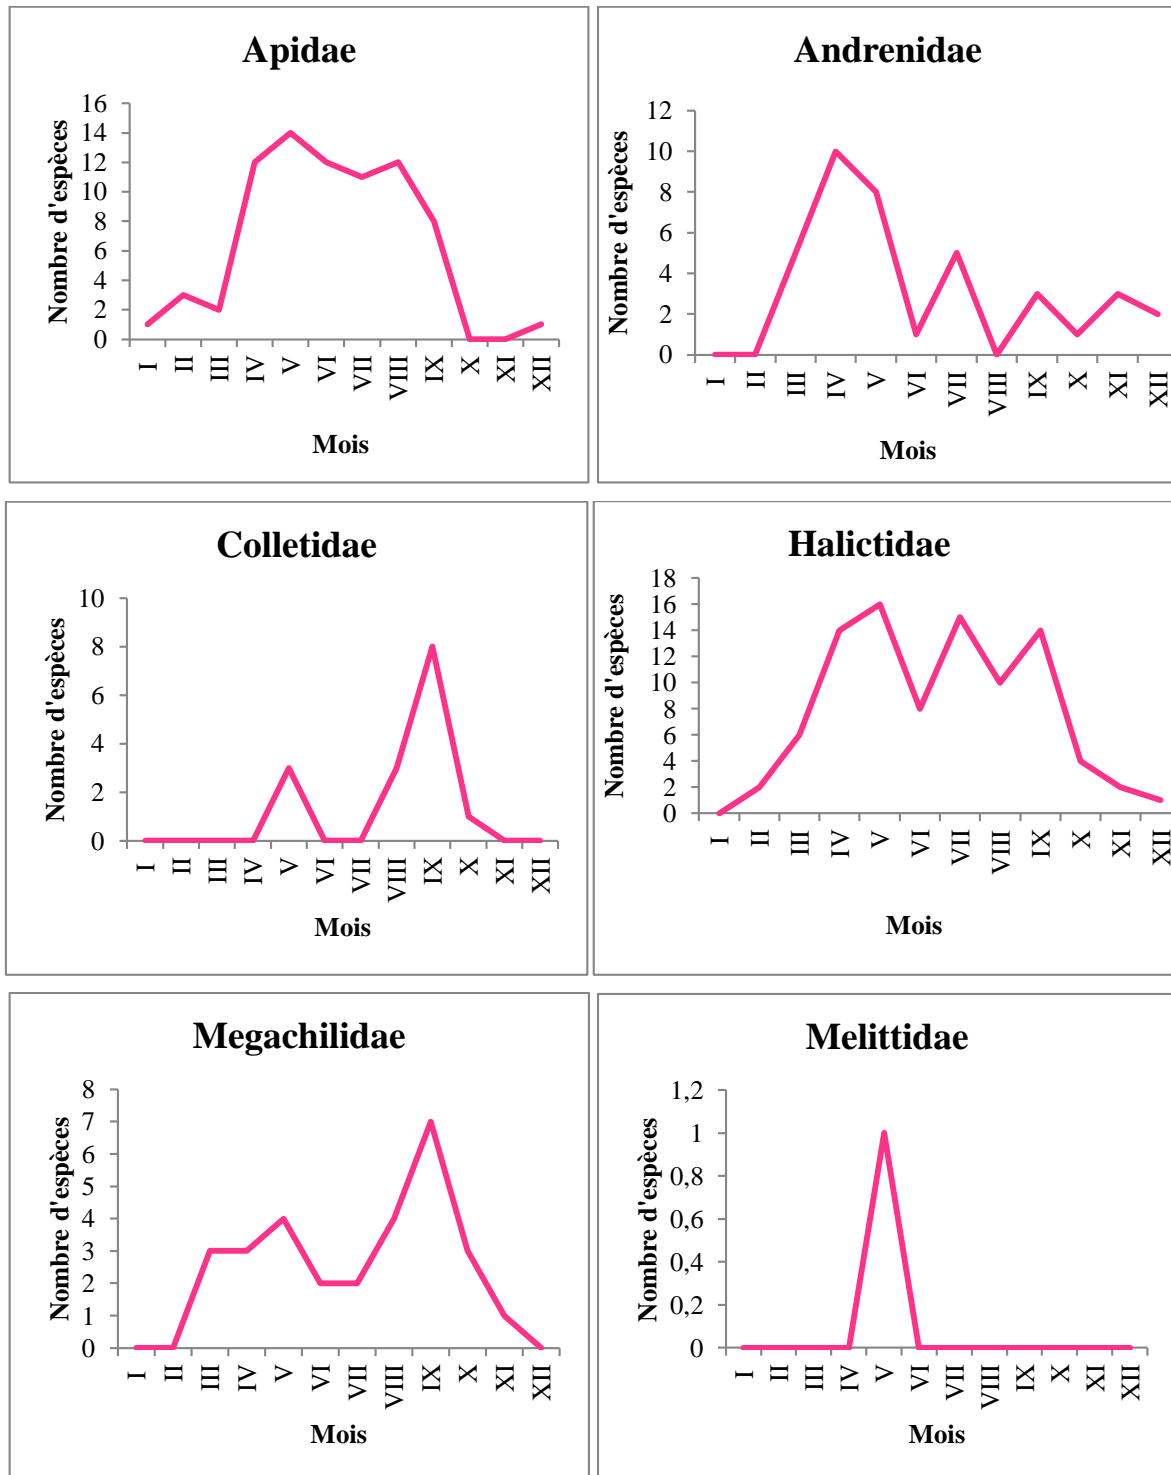 Apidae
Nombre d'espèces
16
14
12
10
8
6
4
2
0
I II III IV V VI VII VIII IX X XI XII
Mois
Andrenidae
Nombre d'espèces
12
10
8
6
4
2
0
I II III IV V VI VII VIII IX X XI XII
Mois
Colletidae
Nombre d'espèces
10
8
6
4
2
0
I II III IV V VI VII VIII IX X XI XII
Mois
Halictidae
Nombre d'espèces
18
16
14
12
10
8
6
4
2
0
I II III IV V VI VII VIII IX X XI XII
Mois
Megachilidae
Nombre d'espèces
8
7
6
5
4
3
2
1
0
I II III IV V VI VII VIII IX X XI XII
Mois
Melittidae
Nombre d'espèces
1,2
1
0,8
0,6
0,4
0,2
0
I II III IV V VI VII VIII IX X XI XII
Mois